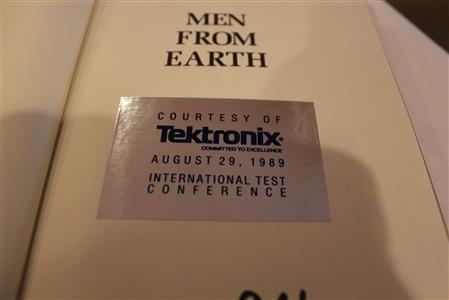 MEN
FROM
EARTH
COURTESY OF
Tektronix®
COMMITTED TO EXCELLENCE
AUGUST 29, 1989
INTERNATIONAL TEST
CONFERENCE